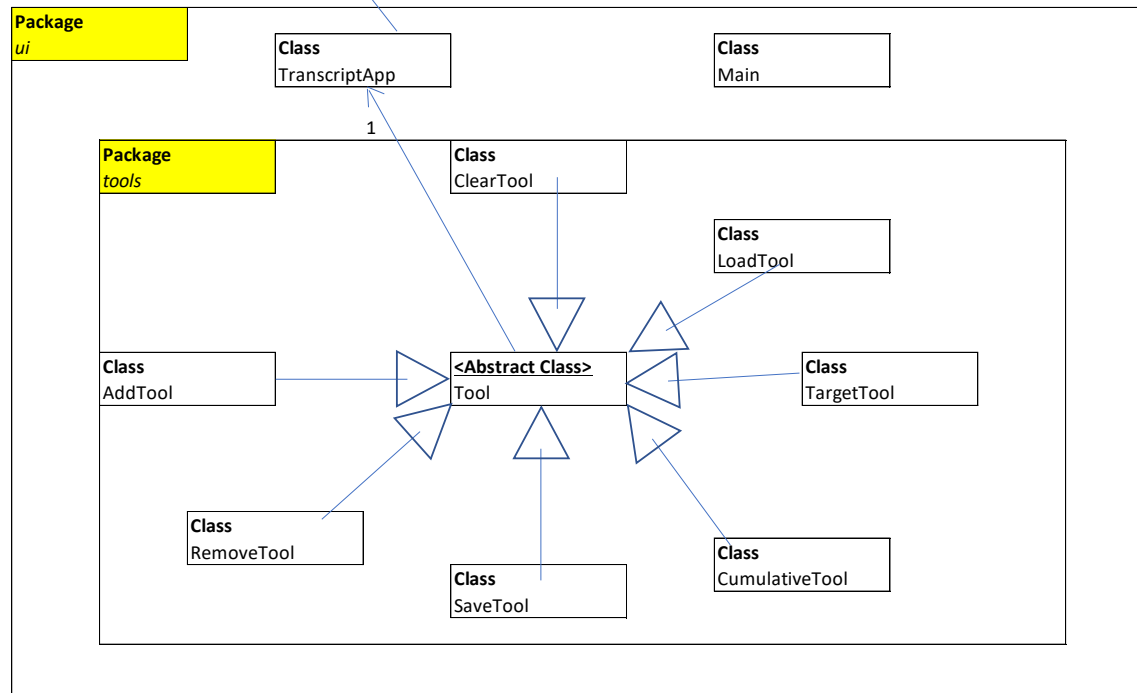 Package
ui
Class
TranscriptApp
Class
Main
1
Package
tools
Class
ClearTool
Class
LoadTool
Class
AddTool
<Abstract Class>
Tool
Class
TargetTool
Class
RemoveTool
Class
SaveTool
Class
CumulativeTool